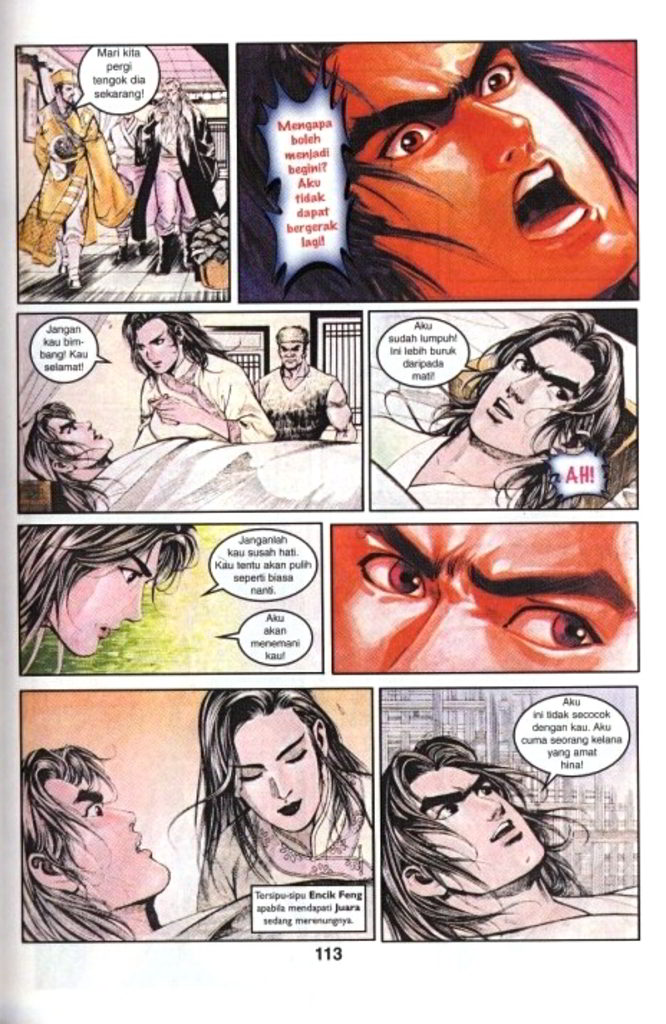 Mari kita
pergi
tengok dia
sekarang!
Mengapa
boleh
menjadi
begini?
Aku
tidak
dapat
bergerak
lagi!
Jangan
kau bim-
bang! Kau
selamat!
Aku
sudah lumpuh!
Ini lebih buruk
daripada
mati!
AH!
Janganlah
kau susah hati.
Kau tentu akan pulih
seperti biasa
nanti.
Aku
akan
menemani
kau!
Tersipu-sipu Encik Feng
apabila mendapati Juara
sedang merenungnya.
Aku
ini tidak secocok
dengan kau. Aku
cuma seorang kelana
yang amat
hina!
113